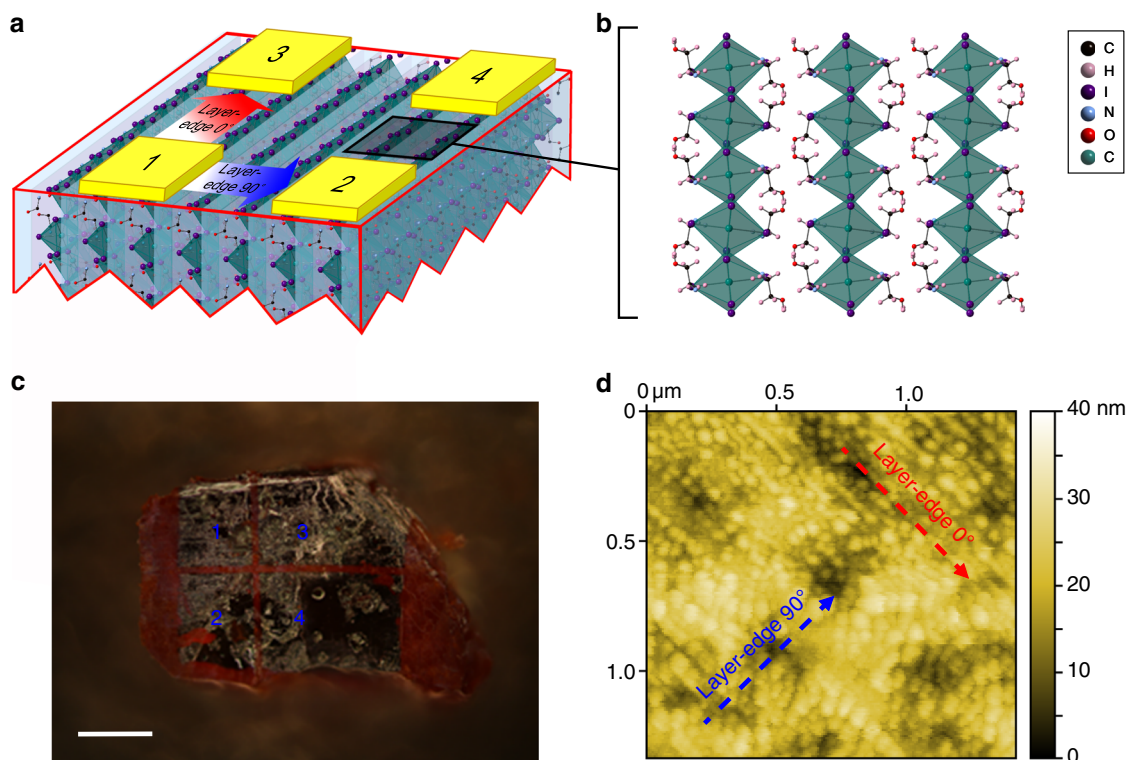 a
3
4
Layer-
edge 0°
1
Layer-
edge 90°
2
b
C
H
I
N
O
C
c
1
3
2
4
d
0 µm
0.5
1.0
0
0.5
1.0
Layer-edge 0°
Layer-edge 90°
40 nm
30
20
10
0